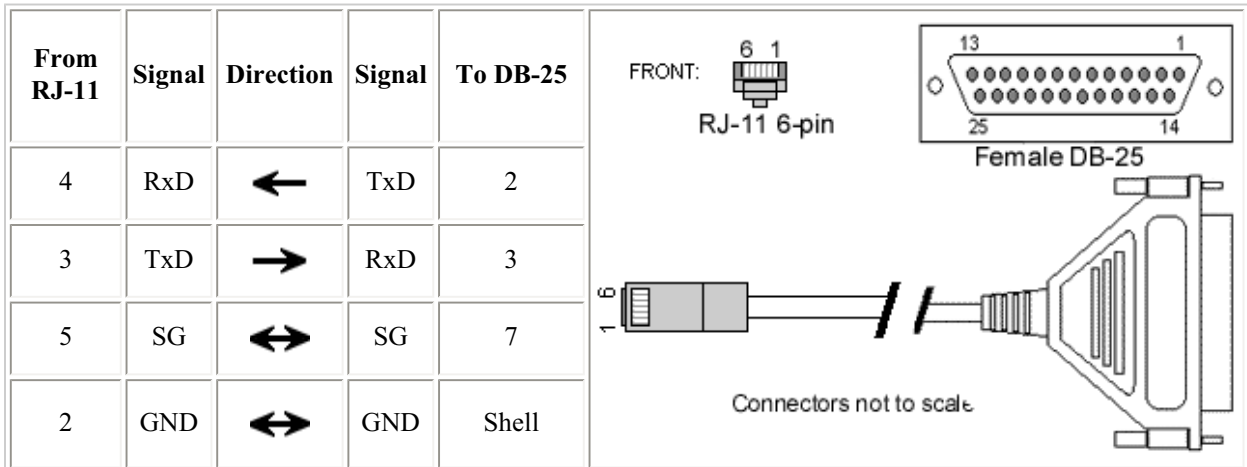 From RJ-11 Signal Direction Signal To DB-25
4 RxD TxD 2
3 TxD RxD 3
5 SG SG 7
2 GND GND Shell
FRONT:
6 1
RJ-11 6-pin
13 1
25 14
Female DB-25
6
1
Connectors not to scale